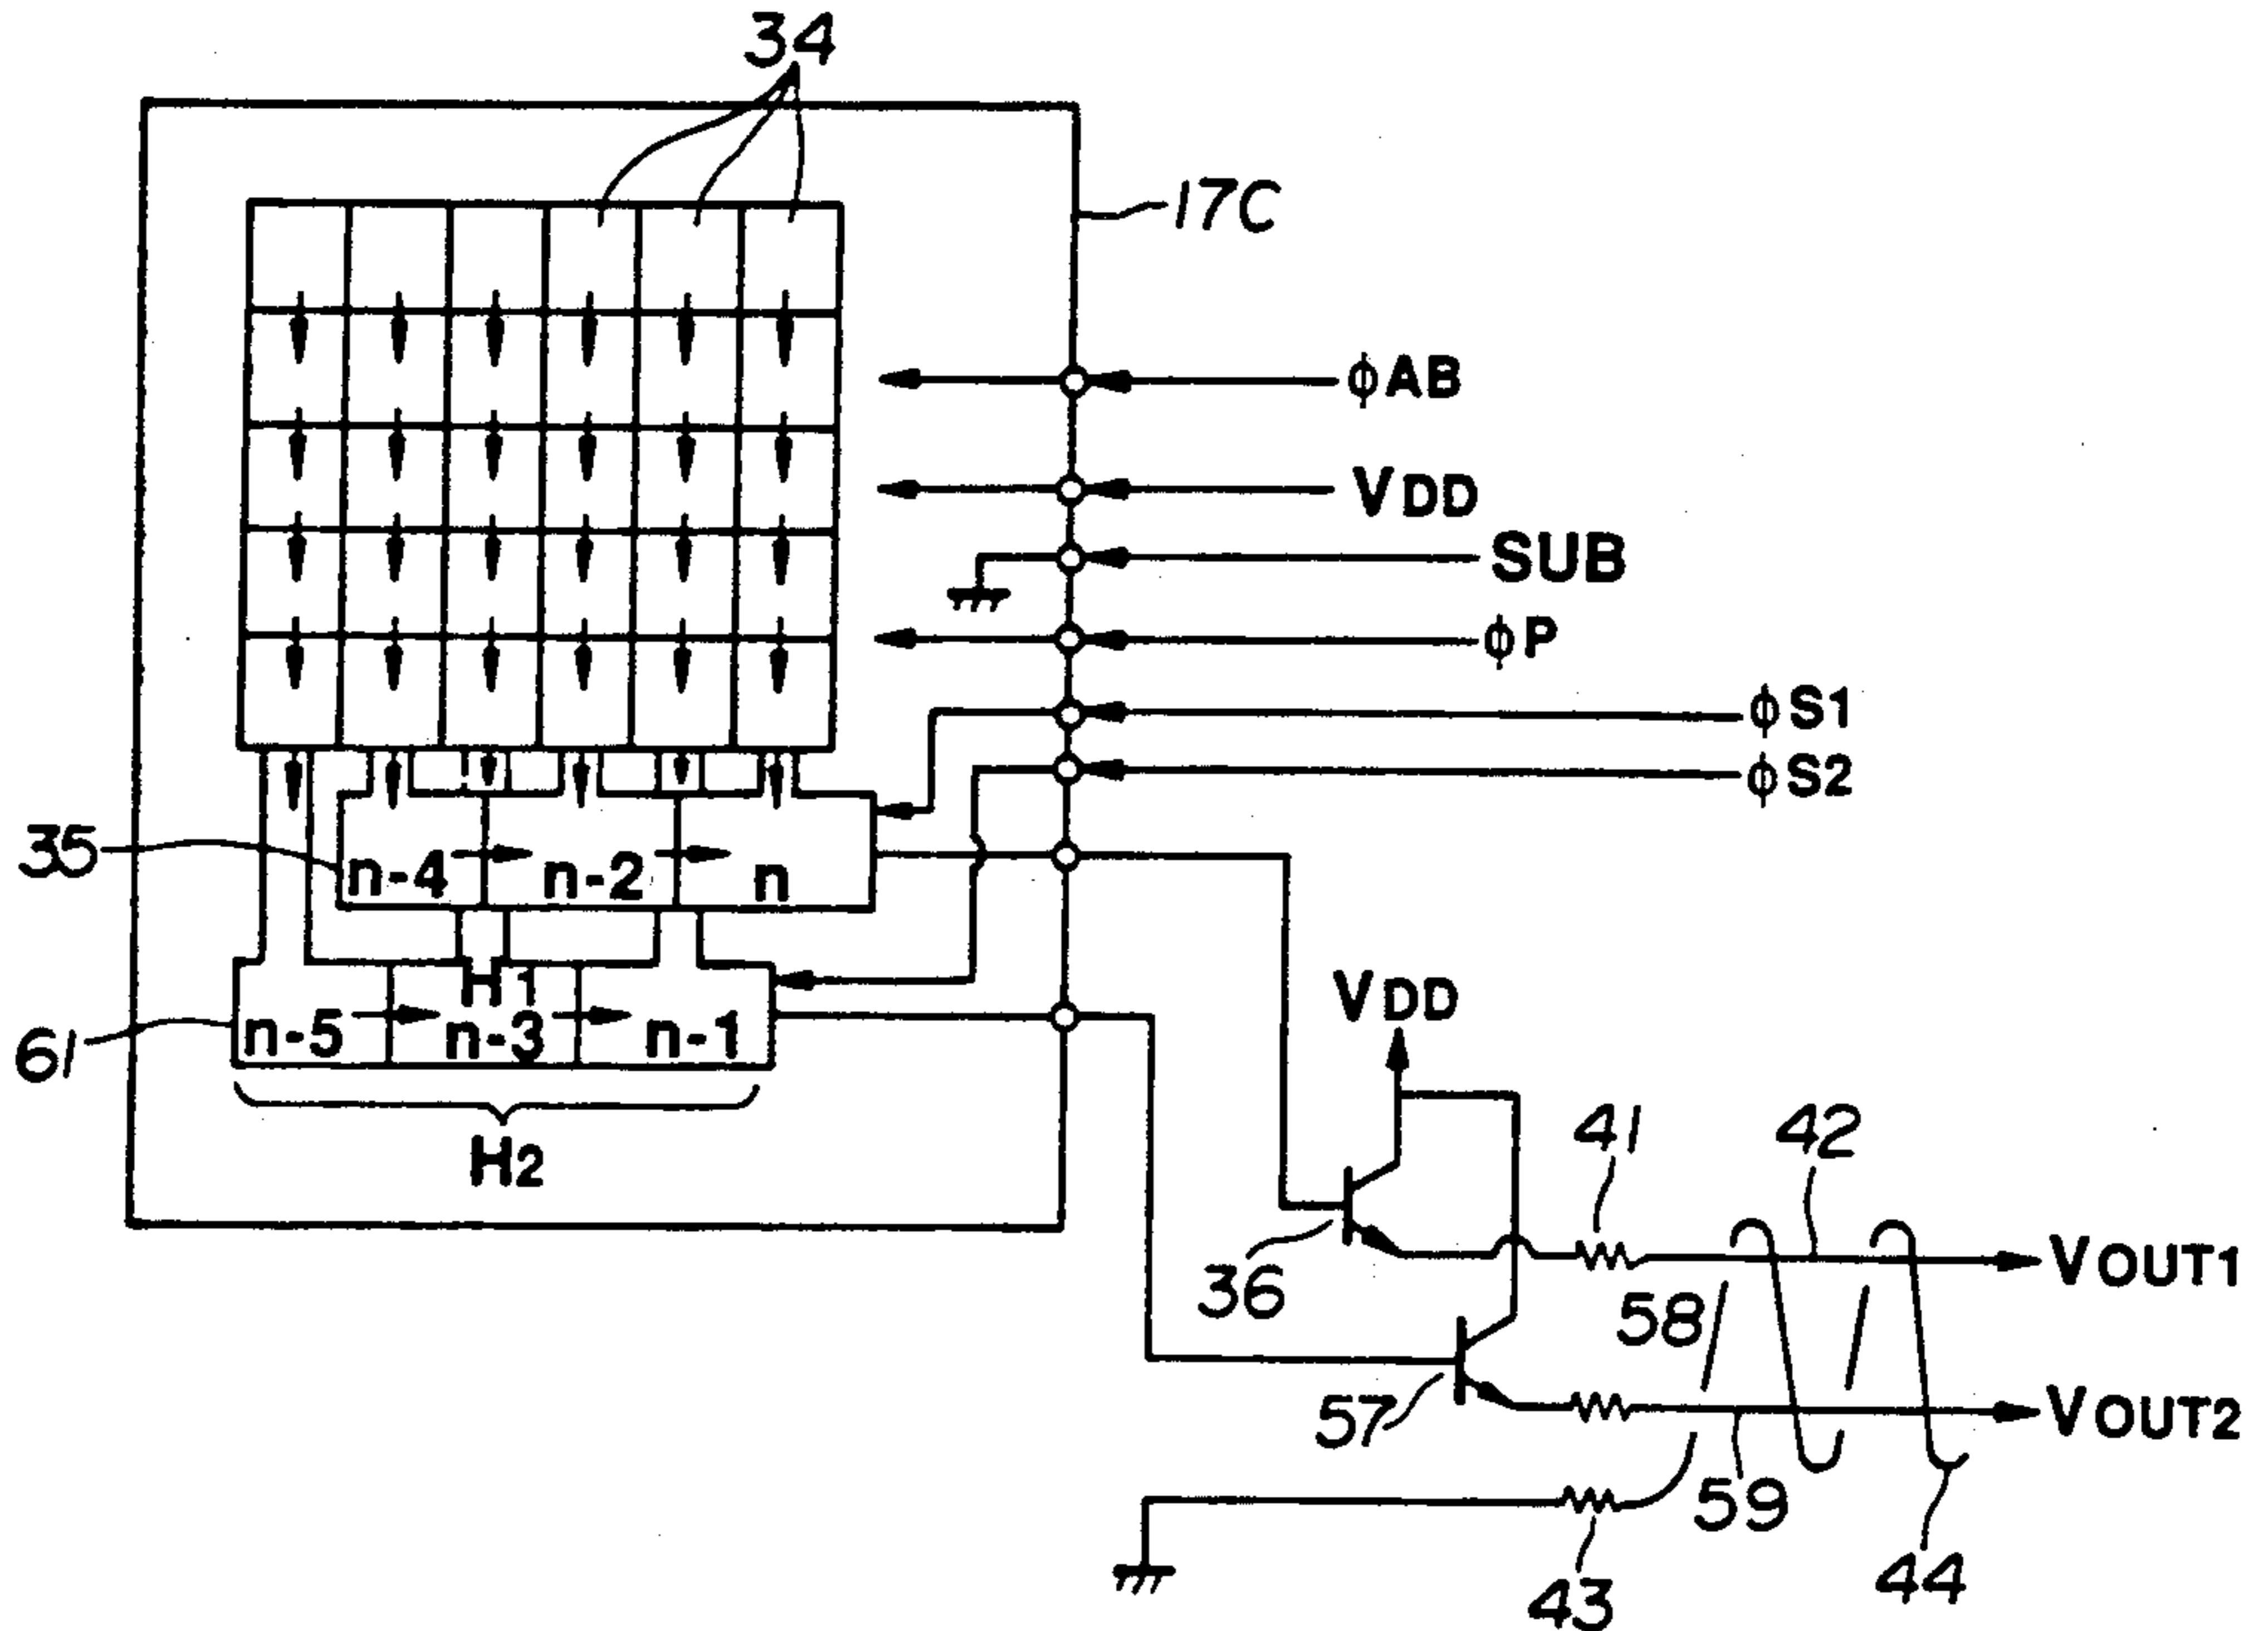 34
17C
φAB
VDD
SUB
φP
φS1
φS2
35
n-4
n-2
n
H1
61
n-5
n-3
n-1
H2
VDD
41
42
36
58
VOUT1
57
59
VOUT2
43
44